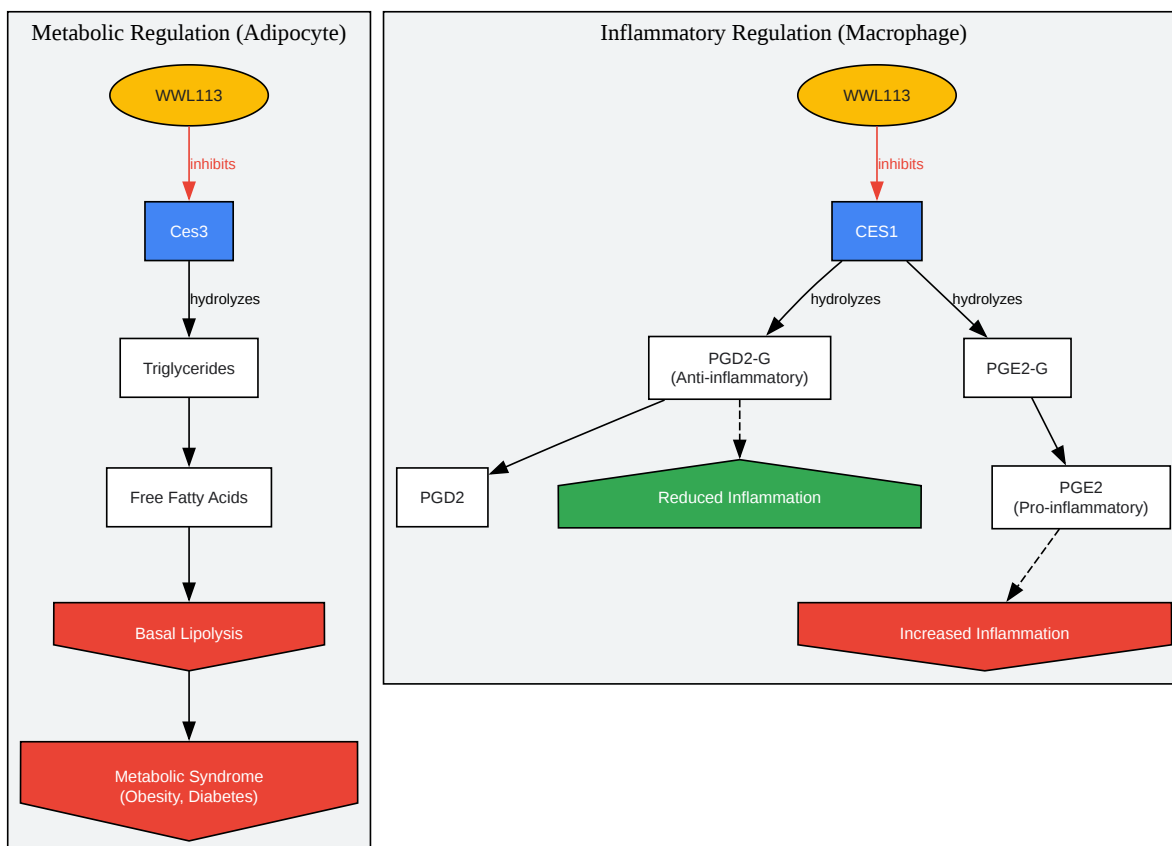 Metabolic Regulation (Adipocyte)
WWL113
inhibits
Ces3
hydrolyzes
Triglycerides
Free Fatty Acids
Basal Lipolysis
Metabolic Syndrome
(Obesity, Diabetes)
Inflammatory Regulation (Macrophage)
WWL113
inhibits
CES1
hydrolyzes
hydrolyzes
PGD2-G
(Anti-inflammatory)
PGE2-G
PGD2
Reduced Inflammation
PGE2
(Pro-inflammatory)
Increased Inflammation